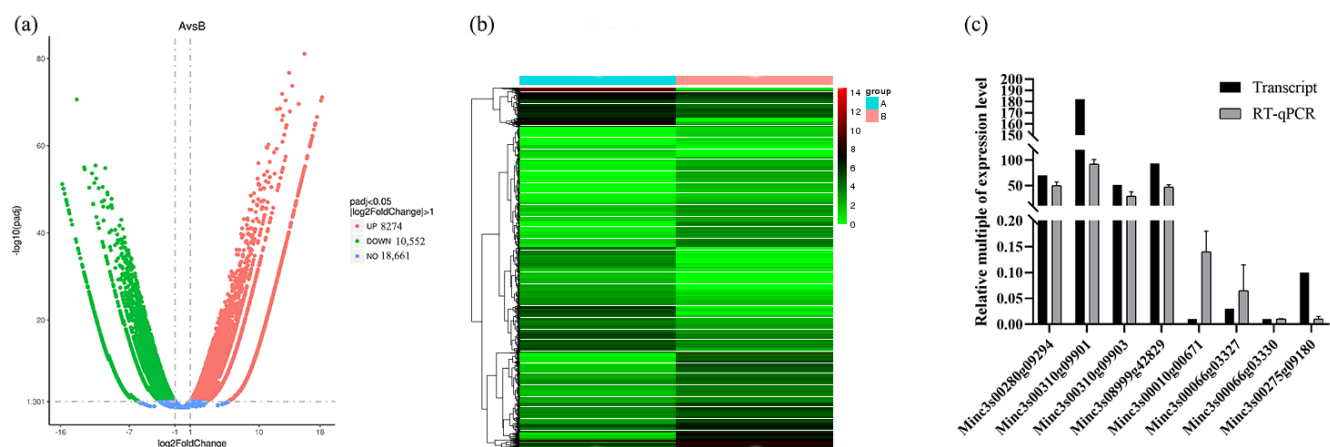 (a)
AvsB
80
60
40
20
1.301
-16
-7
-1
1
10
18
-log10(padj)
log2FoldChange
padj<0.05
|log2FoldChange|>1
UP 8274
DOWN 10,552
NO 18,661
(b)
14
12
10
8
6
4
2
0
group
A
B
(c)
Relative multiple of expression level
200
190
180
170
160
150
100
50
0.20
0.15
0.10
0.05
0.00
Transcript
RT-qPCR
Minc3s00280g09294
Minc3s00310g09901
Minc3s00310g09903
Minc3s08999g42829
Minc3s00010g00671
Minc3s00066g03327
Minc3s00066g03330
Minc3s00275g09180